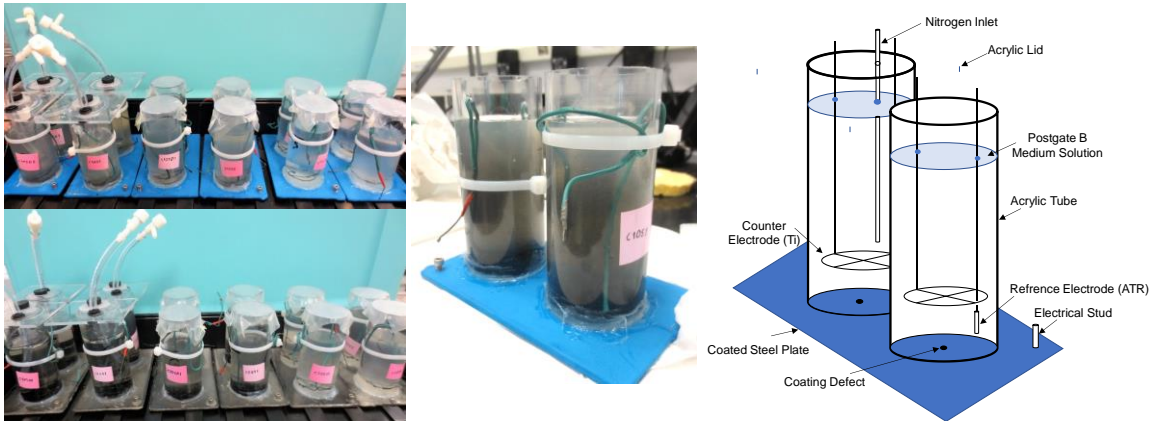 Nitrogen Inlet
Acrylic Lid
Postgate B
Medium Solution
Acrylic Tube
Counter
Electrode (Ti)
Refrence Electrode (ATR)
Electrical Stud
Coated Steel Plate
Coating Defect